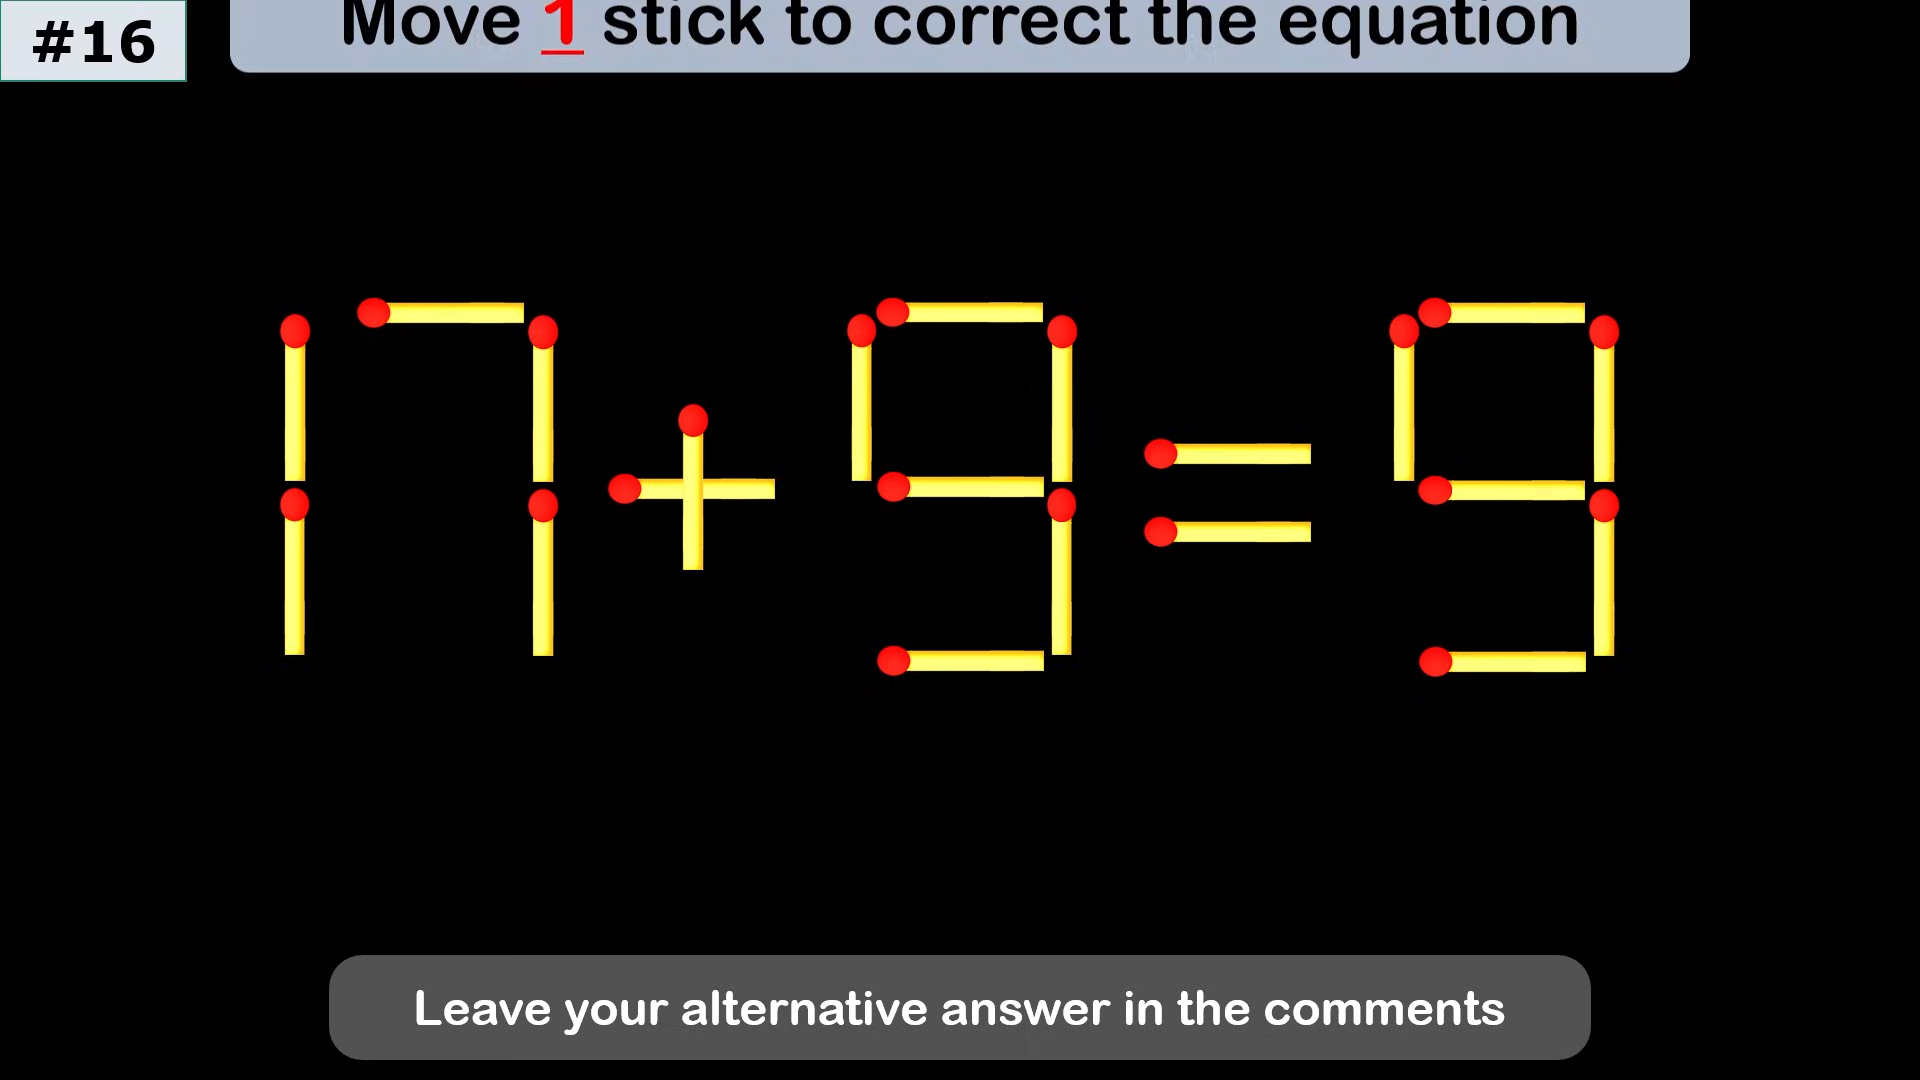 #16
Move 1 stick to correct the equation
17+9=9
Leave your alternative answer in the comments